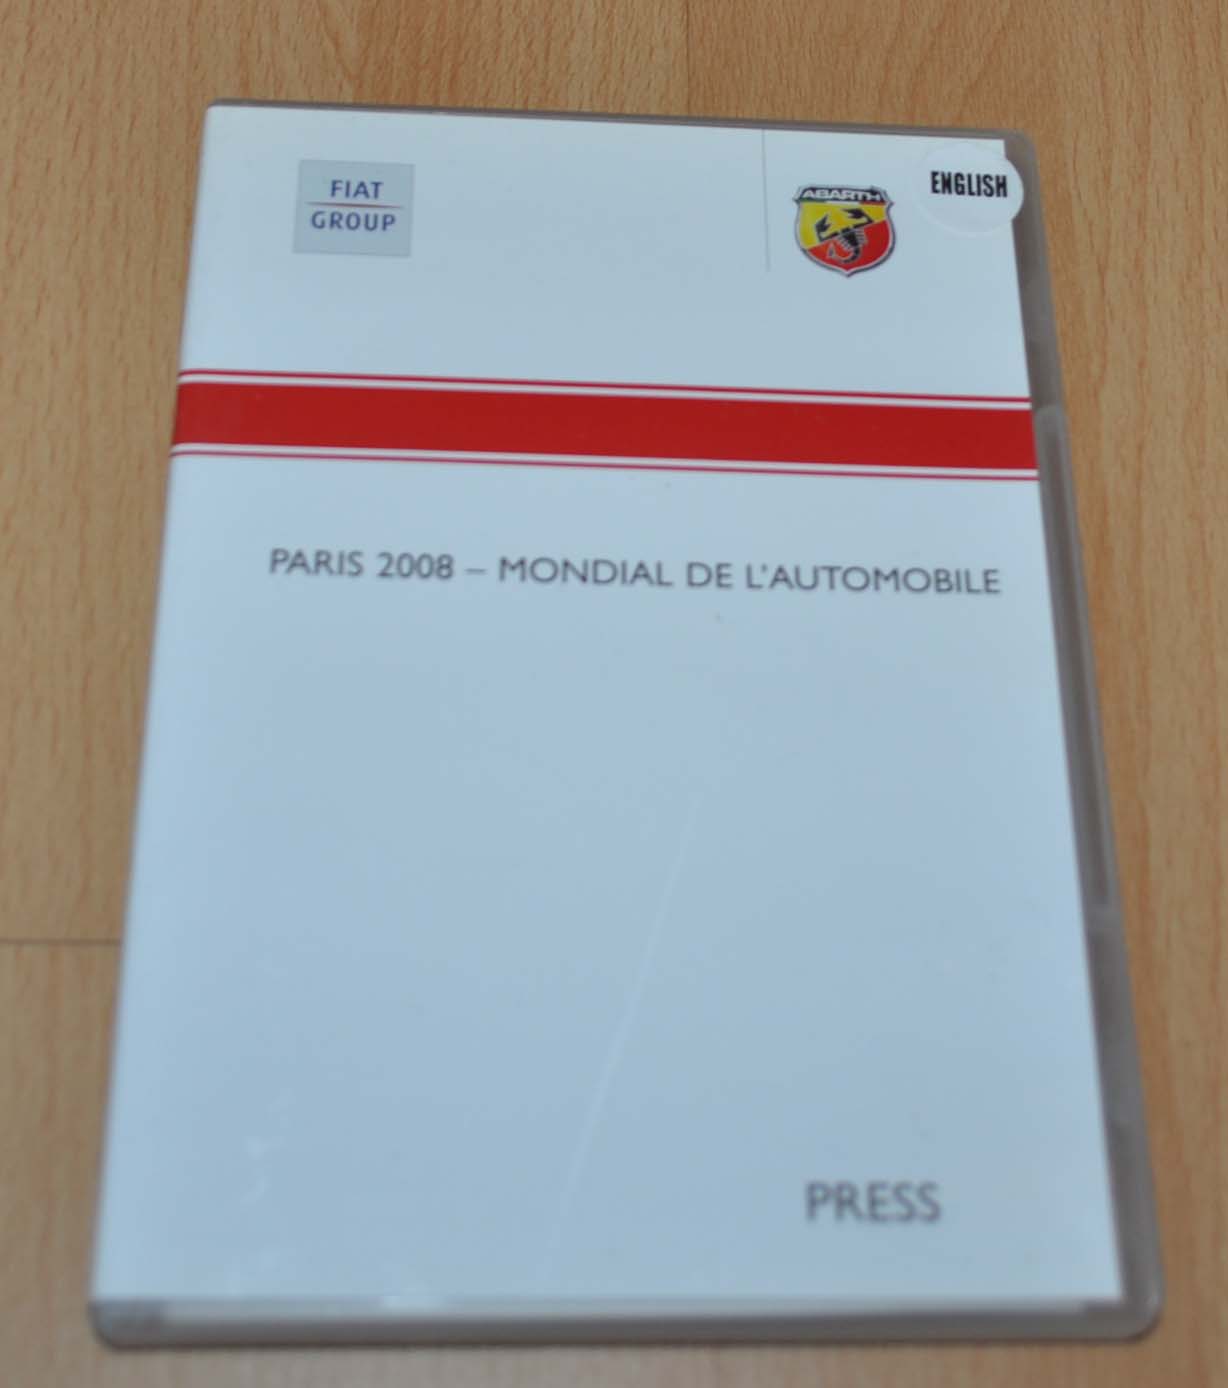 FIAT
GROUP
ABARTH
ENGLISH
PARIS 2008 – MONDIAL DE L'AUTOMOBILE
PRESS